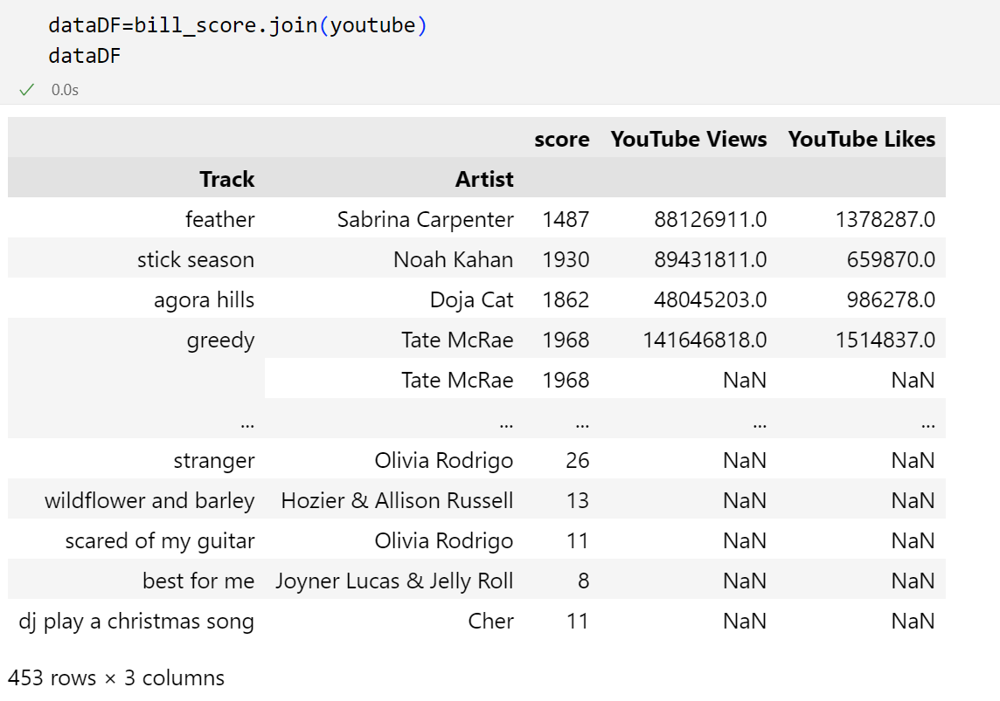 dataDF=bill_score.join(youtube)
dataDF
0.0s
score YouTube Views YouTube Likes
Track Artist
feather Sabrina Carpenter 1487 88126911.0 1378287.0
stick season Noah Kahan 1930 89431811.0 659870.0
agora hills Doja Cat 1862 48045203.0 986278.0
greedy Tate McRae 1968 141646818.0 1514837.0
Tate McRae 1968 NaN NaN
... ... ... ... ...
stranger Olivia Rodrigo 26 NaN NaN
wildflower and barley Hozier & Allison Russell 13 NaN NaN
scared of my guitar Olivia Rodrigo 11 NaN NaN
best for me Joyner Lucas & Jelly Roll 8 NaN NaN
dj play a christmas song Cher 11 NaN NaN
453 rows × 3 columns